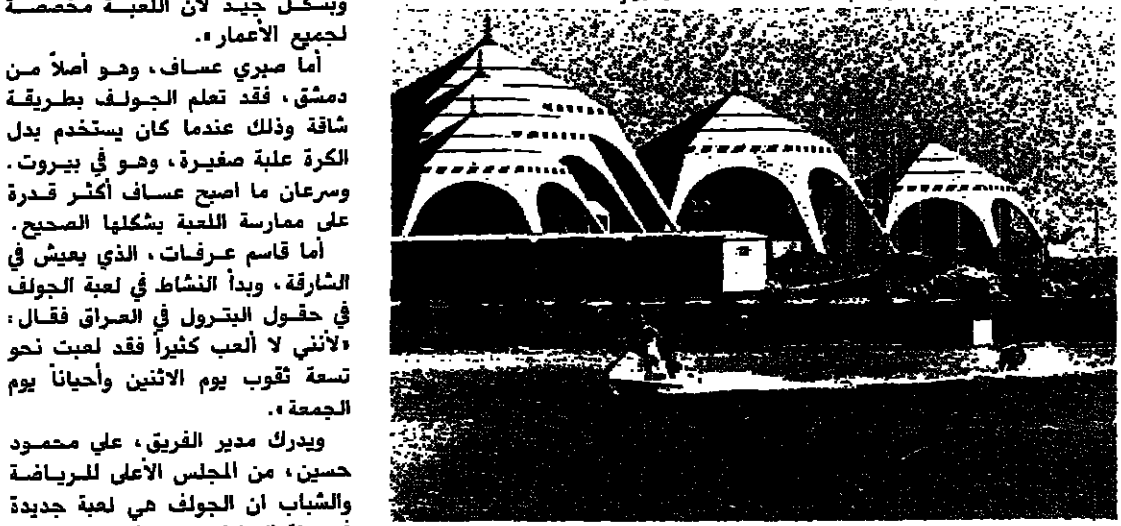 وبشكل جيد لأن اللعبة مخصصة
لجميع الأعمار».
أما صبري عساف، وهو أصلاً من
دمشق، فقد تعلم الجولف بطريقة
شاقة وذلك عندما كان يستخدم بدل
الكرة علبة صغيرة، وهو في بيروت.
وسرعان ما اصبح عساف أكثر قدرة
على ممارسة اللعبة بشكلها الصحيح.
أما قاسم عرفات، الذي يعيش في
الشارقة، وبدأ النشاط في لعبة الجولف
في حقول البترول في العراق فقال:
«لأنني لا ألعب كثيراً فقد لعبت نحو
تسعة ثقوب يوم الاثنين وأحياناً يوم
الجمعة».
ويدرك مدير الفريق، علي محمود
حسين، من المجلس الأعلى للرياضة
والشباب ان الجولف هي لعبة جديدة